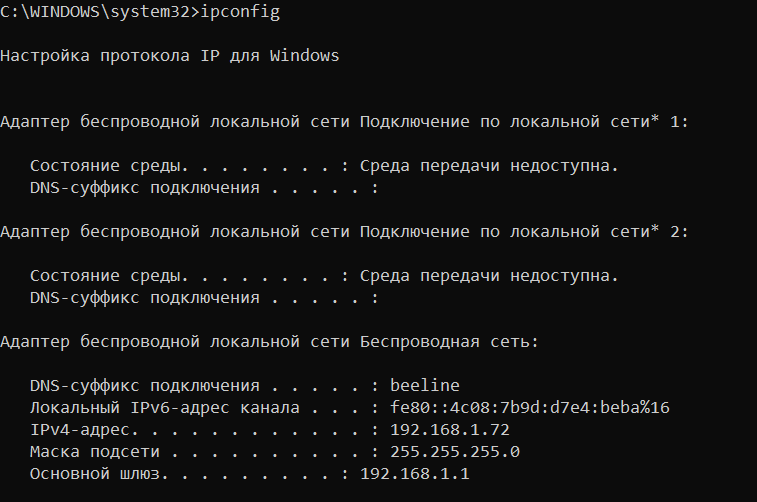 C:\WINDOWS\system32>ipconfig
Настройка протокола IP для Windows
Адаптер беспроводной локальной сети Подключение по локальной сети* 1:
Состояние среды. . . . . . . . : Среда передачи недоступна.
DNS-суффикс подключения . . . . . :
Адаптер беспроводной локальной сети Подключение по локальной сети* 2:
Состояние среды. . . . . . . . : Среда передачи недоступна.
DNS-суффикс подключения . . . . . :
Адаптер беспроводной локальной сети Беспроводная сеть:
DNS-суффикс подключения . . . . . : beeline
Локальный IPv6-адрес канала . . . : fe80::4c08:7b9d:d7e4:beba%16
IPv4-адрес. . . . . . . . . . . . : 192.168.1.72
Маска подсети . . . . . . . . . . : 255.255.255.0
Основной шлюз. . . . . . . . . : 192.168.1.1